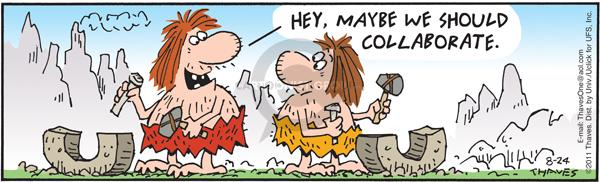 HEY, MAYBE WE SHOULD
COLLABORATE.
E-mail: ThavesOne@aol.com
©2011 Thaves. Dist. by Univ./Uclick for UFS, Inc.
8-24
THAVES